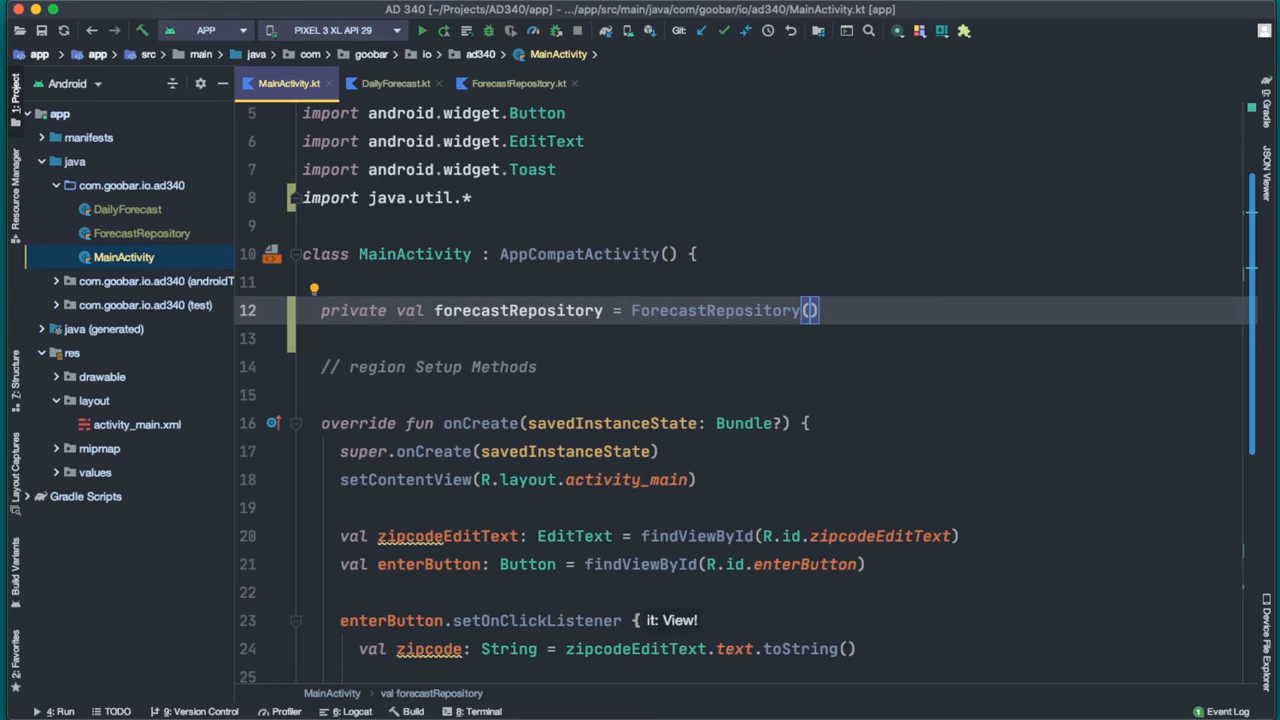 AD 340 [~/Projects/AD340/app] - .../app/src/main/java/com/goobar/io/ad340/MainActivity.kt [app]
APP
PIXEL 3 XL API 29
Git:
app
app
src
main
java
com
goobar
io
ad340
MainActivity.kt
Android
MainActivity.kt
DailyForecast.kt
ForecastRepository.kt
1: Project
Resource Manager
7: Structure
Layout Captures
Build Variants
2: Favorites
app
manifests
java
com.goobar.io.ad340
DailyForecast
ForecastRepository
MainActivity
com.goobar.io.ad340 (androidT
com.goobar.io.ad340 (test)
java (generated)
res
drawable
layout
activity_main.xml
mipmap
values
Gradle Scripts
5 import android.widget.Button
6 import android.widget.EditText
7 import android.widget.Toast
8 import java.util.*
9
10 class MainActivity : AppCompatActivity() {
11
12 private val forecastRepository = ForecastRepository()
13
14 // region Setup Methods
15
16 override fun onCreate(savedInstanceState: Bundle?) {
17 super.onCreate(savedInstanceState)
18 setContentView(R.layout.activity_main)
19
20 val zipcodeEditText: EditText = findViewById(R.id.zipcodeEditText)
21 val enterButton: Button = findViewById(R.id.enterButton)
22
23 enterButton.setOnClickListener { it: View!
24 val zipcode: String = zipcodeEditText.text.toString()
25
Gradle
JSON Viewer
Device File Explorer
MainActivity
val forecastRepository
4: Run
TODO
9: Version Control
Profiler
6: Logcat
Build
8: Terminal
1 Event Log